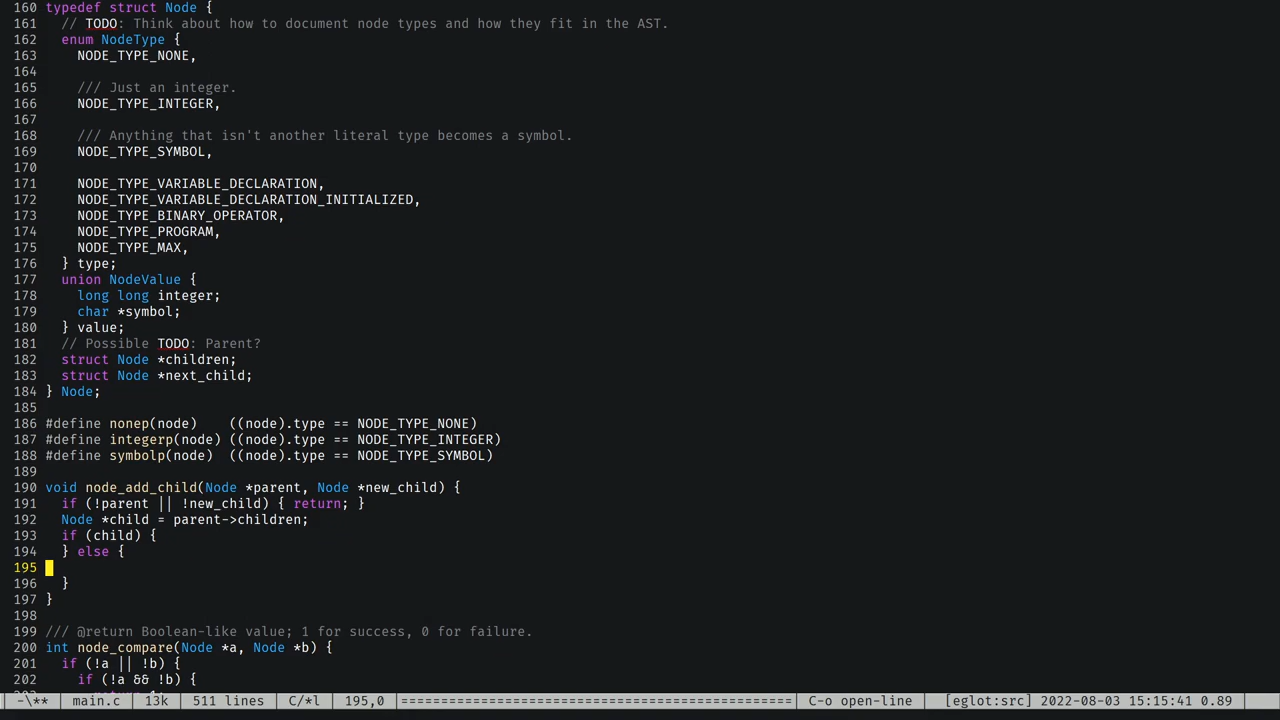 160 typedef struct Node {
161   // TODO: Think about how to document node types and how they fit in the AST.
162   enum NodeType {
163     NODE_TYPE_NONE,
164
165     /// Just an integer.
166     NODE_TYPE_INTEGER,
167
168     /// Anything that isn't another literal type becomes a symbol.
169     NODE_TYPE_SYMBOL,
170
171     NODE_TYPE_VARIABLE_DECLARATION,
172     NODE_TYPE_VARIABLE_DECLARATION_INITIALIZED,
173     NODE_TYPE_BINARY_OPERATOR,
174     NODE_TYPE_PROGRAM,
175     NODE_TYPE_MAX,
176   } type;
177   union NodeValue {
178     long long integer;
179     char *symbol;
180   } value;
181   // Possible TODO: Parent?
182   struct Node *children;
183   struct Node *next_child;
184 } Node;
185
186 #define nonep(node)    ((node).type == NODE_TYPE_NONE)
187 #define integerp(node) ((node).type == NODE_TYPE_INTEGER)
188 #define symbolp(node)  ((node).type == NODE_TYPE_SYMBOL)
189
190 void node_add_child(Node *parent, Node *new_child) {
191   if (!parent || !new_child) { return; }
192   Node *child = parent->children;
193   if (child) {
194   } else {
195
196   }
197 }
198
199 /// @return Boolean-like value; 1 for success, 0 for failure.
200 int node_compare(Node *a, Node *b) {
201   if (!a || !b) {
202     if (!a && !b) {
-\** main.c 13k 511 lines C/*l 195,0 ================================================= C-o open-line [eglot:src] 2022-08-03 15:15:41 0.89